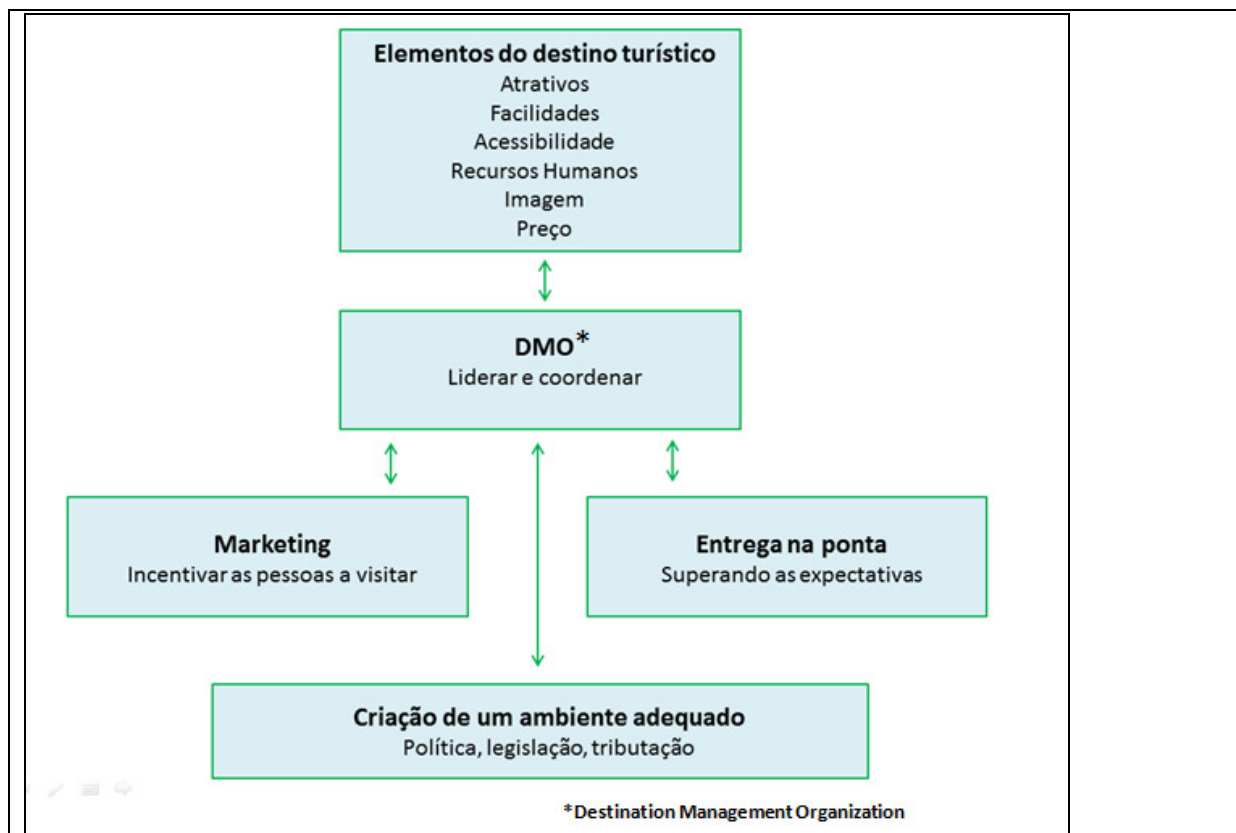 Elementos do destino turístico
Atrativos
Facilidades
Acessibilidade
Recursos Humanos
Imagem
Preço
DMO*
Liderar e coordenar
Marketing
Incentivar as pessoas a visitar
Entrega na ponta
Superando as expectativas
Criação de um ambiente adequado
Política, legislação, tributação
*Destination Management Organization